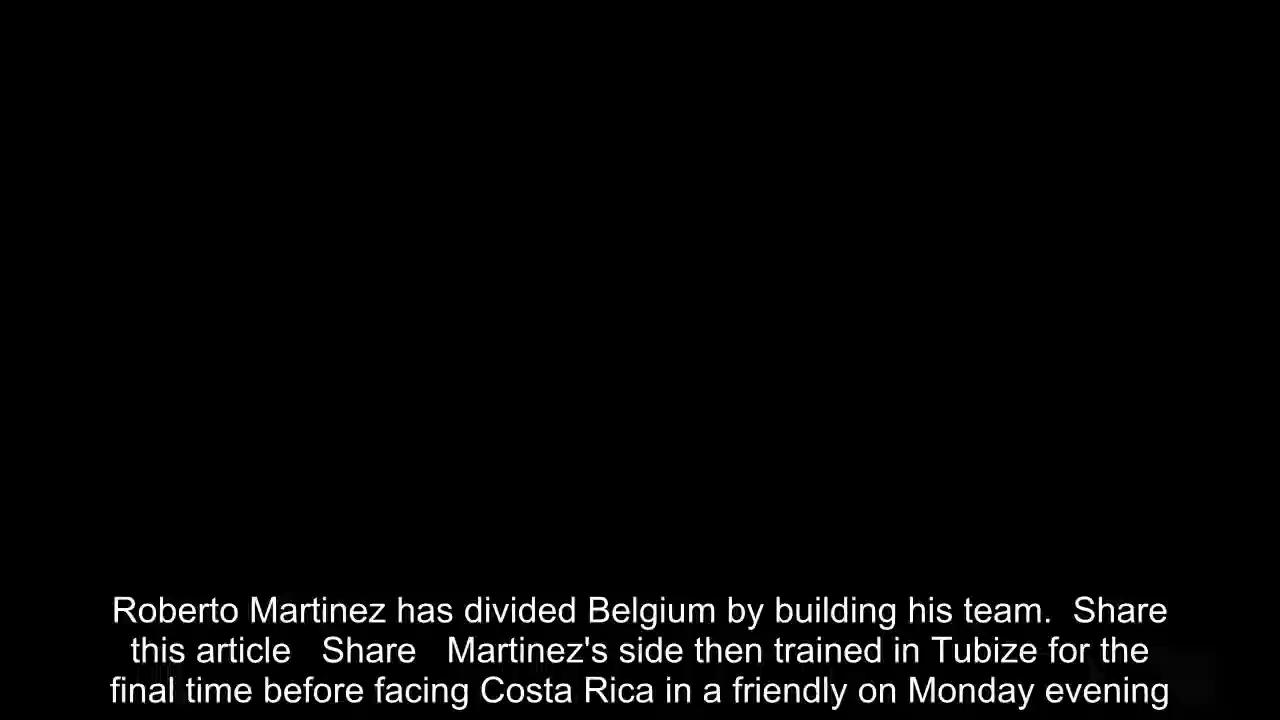 Roberto Martinez has divided Belgium by building his team.  Share
this article   Share   Martinez's side then trained in Tubize for the
final time before facing Costa Rica in a friendly on Monday evening